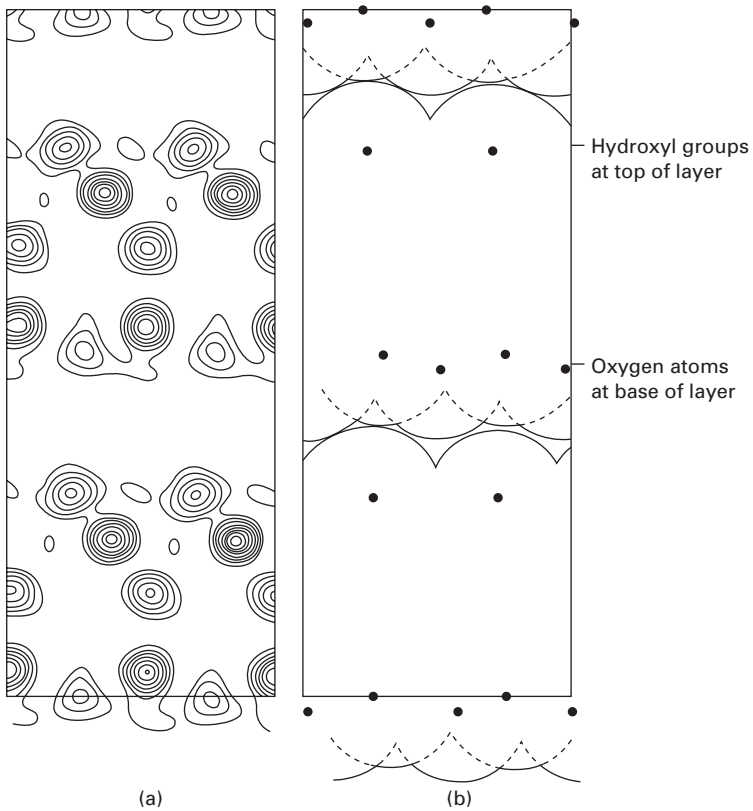 Hydroxyl groups
at top of layer
Oxygen atoms
at base of layer
(a)
(b)